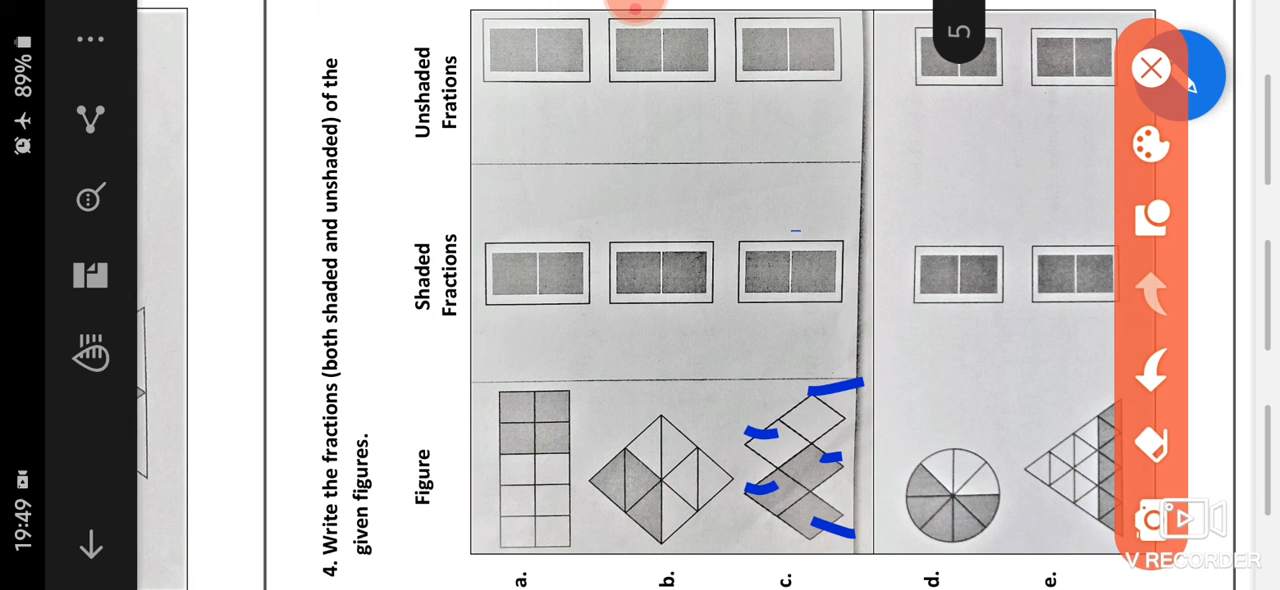 19:49
89%
4. Write the fractions (both shaded and unshaded) of the
given figures.
Figure
Shaded
Fractions
Unshaded
Frations
a.
b.
c.
d.
e.
5
V RECORDER